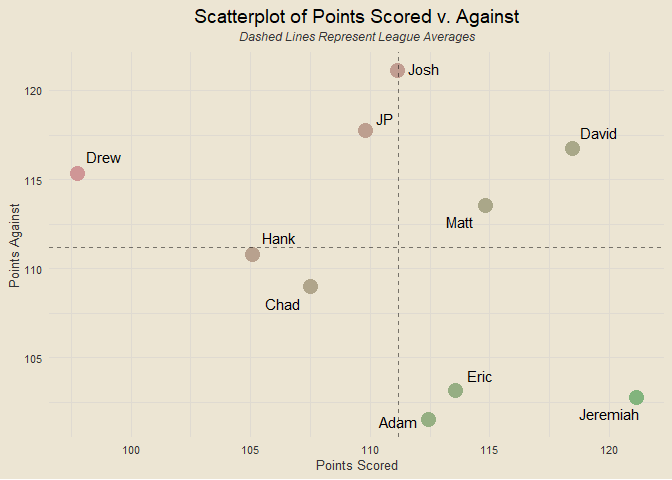 Scatterplot of Points Scored v. Against
Dashed Lines Represent League Averages
Josh
120
JP
David
Drew
115
Matt
Hank
110
Chad
105
Eric
Adam
Jeremiah
100
105
110
115
120
Points Scored
Points Against